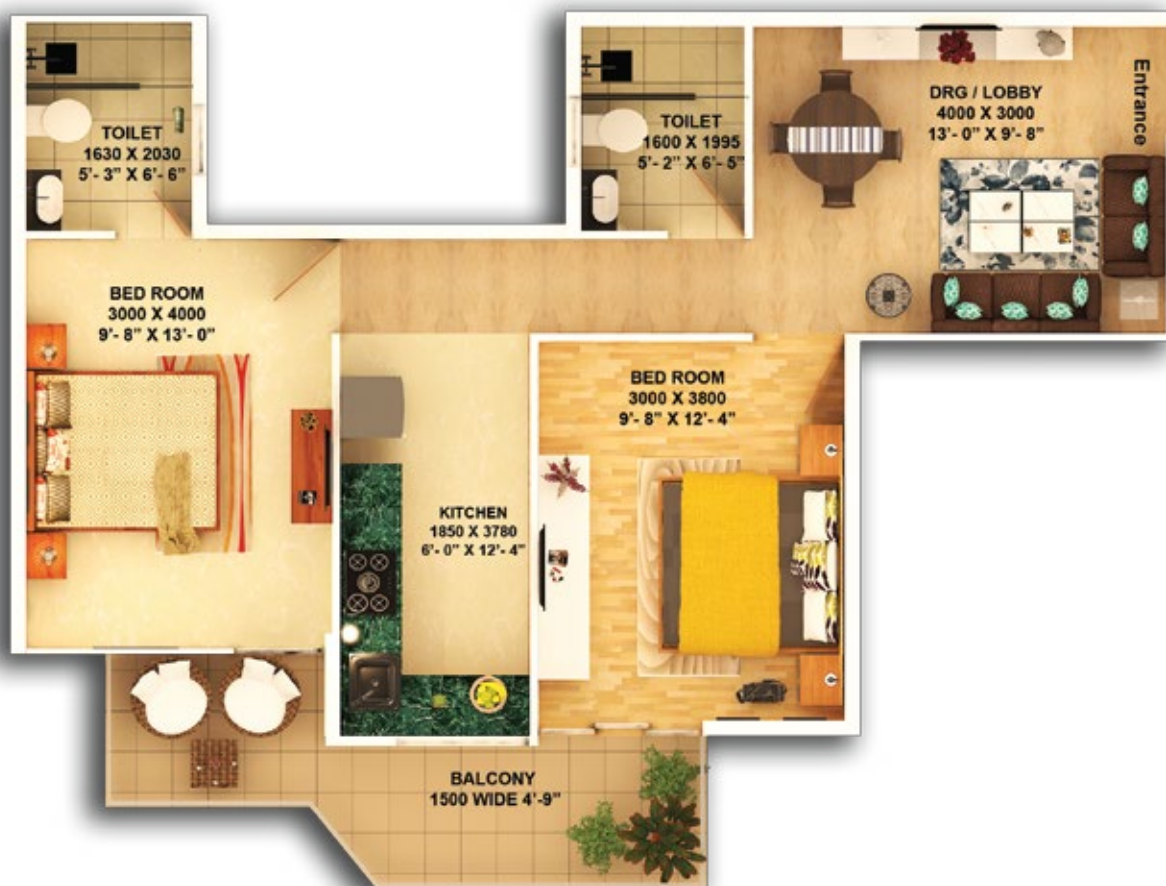 TOILET
1630 X 2030
5'- 3” X 6'- 6”
TOILET
1600 X 1995
5'- 2” X 6'- 5”
DRG / LOBBY
4000 X 3000
13'- 0” X 9'- 8”
Entrance
BED ROOM
3000 X 4000
9'- 8” X 13'- 0”
BED ROOM
3000 X 3800
9'- 8” X 12'- 4”
KITCHEN
1850 X 3780
6'- 0” X 12'- 4”
BALCONY
1500 WIDE 4'-9”